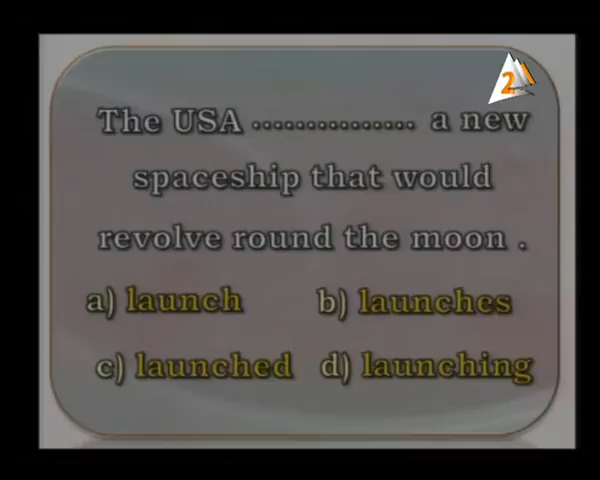 2
The USA ............... a new
spaceship that would
revolve round the moon .
a) launch b) launches
c) launched d) launching